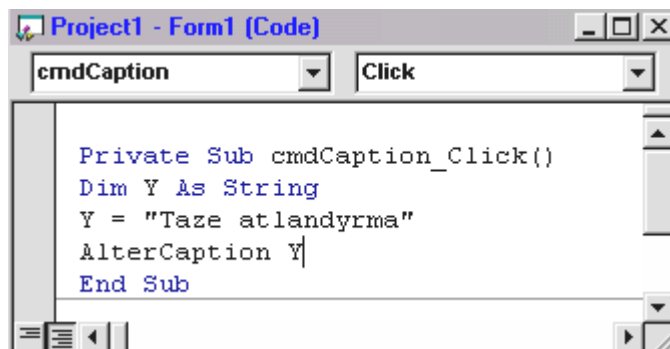 Project1 - Form1 (Code)
cmdCaption Click
Private Sub cmdCaption_Click()
Dim Y As String
Y = "Taze atlandyrma"
AlterCaption Y
End Sub